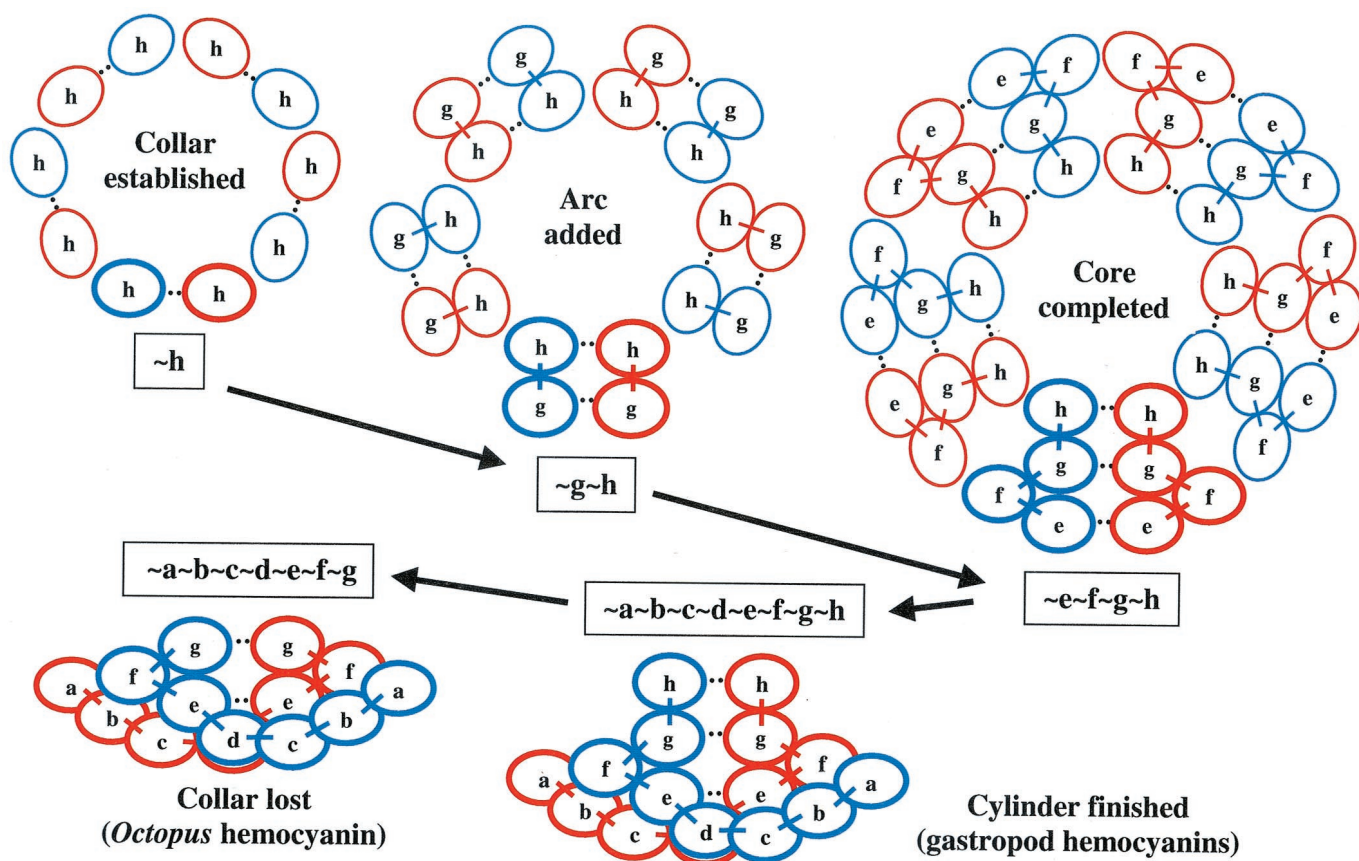 h h
h h
Collar
established
h h
h h
h h
~h
g g
g h h g
h h
Arc
added
g h h g
g h h g
h h
g g
~g~h
e f f e
e g g e
f g h h g f
h h
Core
completed
f g h h g f
e e
e g h h g e
f f
h h
g g
f f
e e
~e~f~g~h
~a~b~c~d~e~f~g~h
~a~b~c~d~e~f~g
g g
f f
a e e a
b b
c d c
Collar lost
(Octopus hemocyanin)
h h
g g
f f
a e e a
b b
c d c
Cylinder finished
(gastropod hemocyanins)